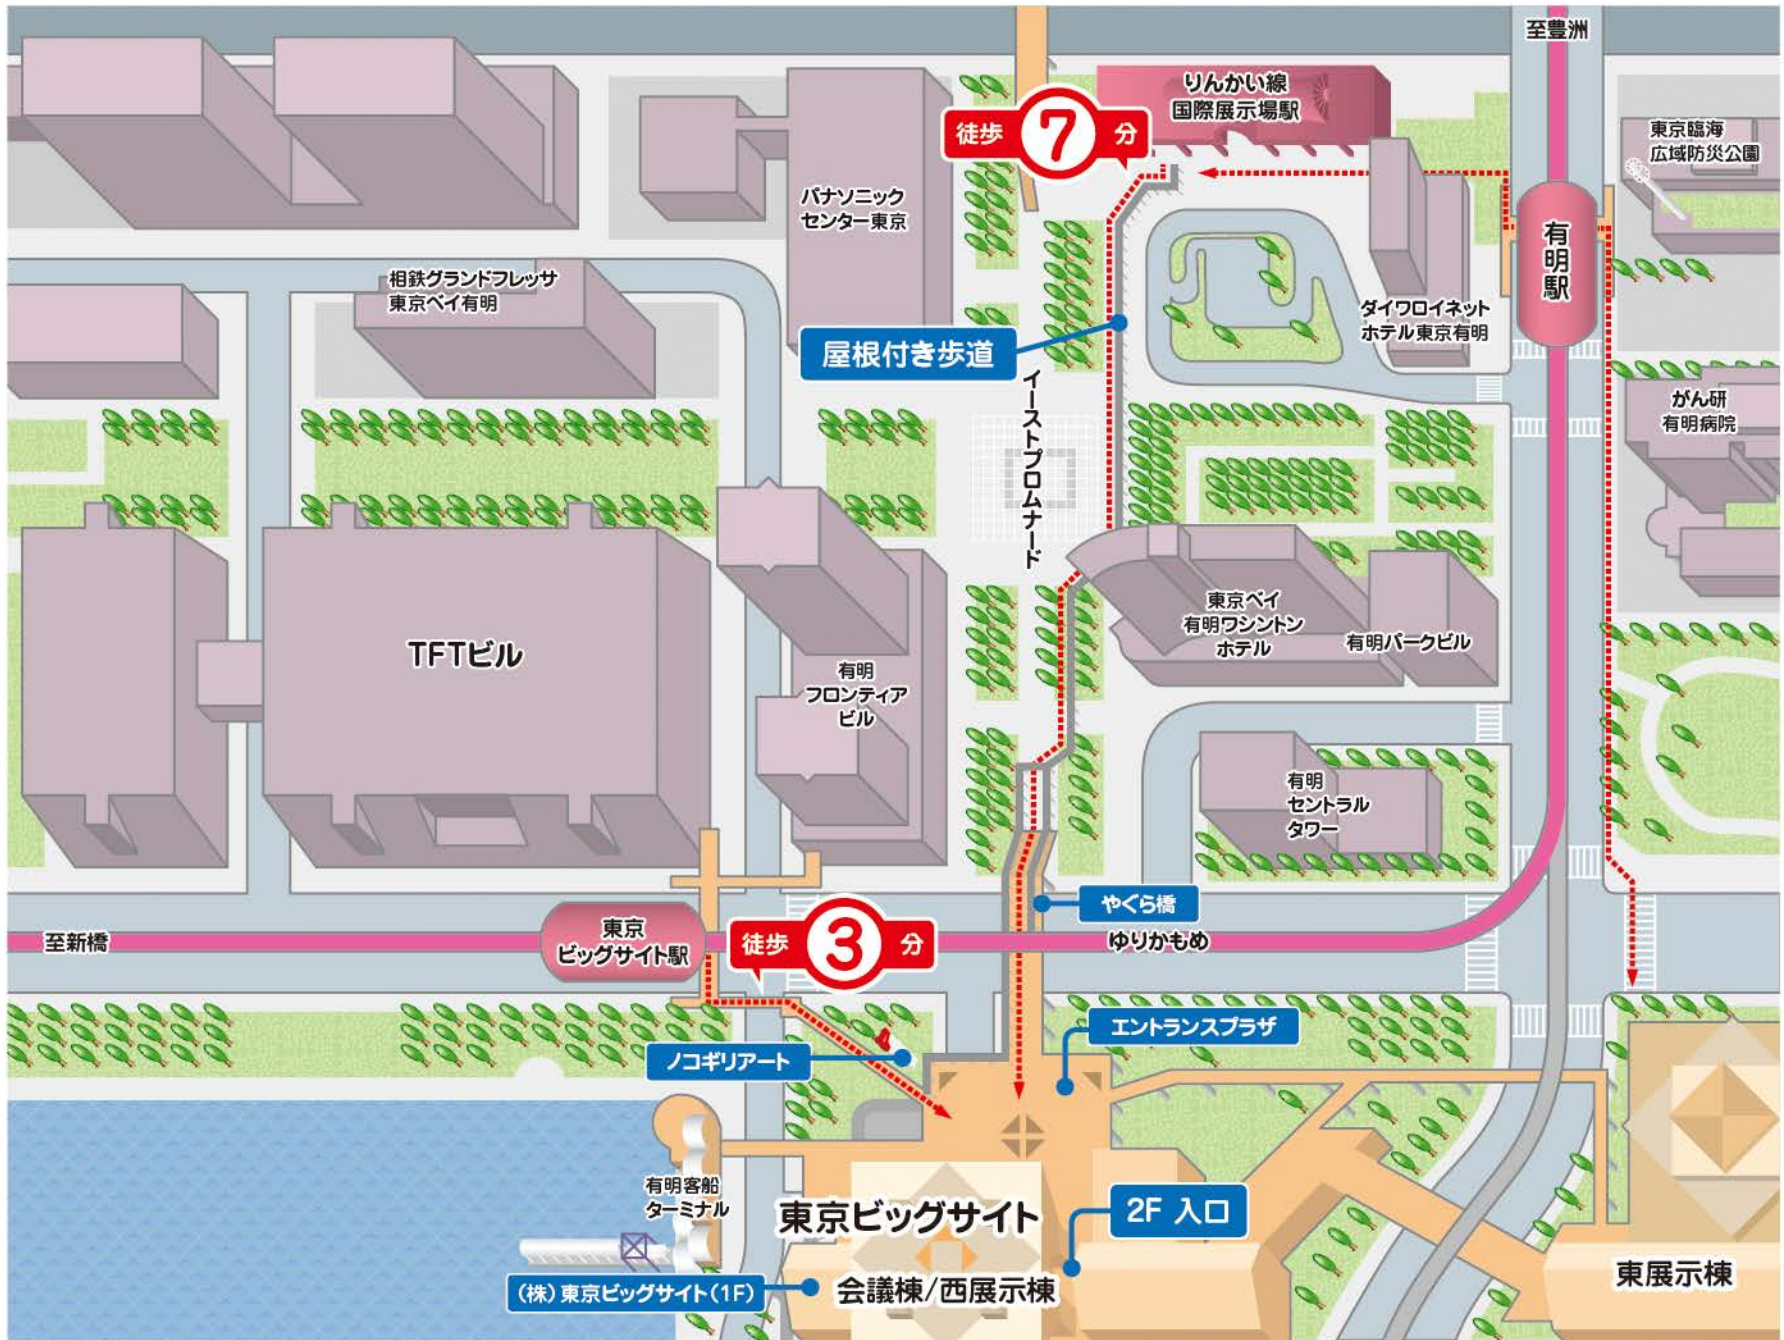 至豊洲
りんかい線
国際展示場駅
徒歩 7 分
東京臨海
広域防災公園
パナソニック
センター東京
有明駅
相鉄グランドフレッサ
東京ベイ有明
ダイワロイネット
ホテル東京有明
屋根付き歩道
イーストプロムナード
がん研
有明病院
東京ベイ
有明ワシントン
ホテル
有明パークビル
TFTビル
有明
フロンティア
ビル
有明
セントラル
タワー
やぐら橋
至新橋
東京
ビッグサイト駅
徒歩 3 分
ゆりかもめ
エントランスプラザ
ノコギリアート
有明客船
ターミナル
東京ビッグサイト
2F 入口
(株)東京ビッグサイト(1F)
会議棟/西展示棟
東展示棟